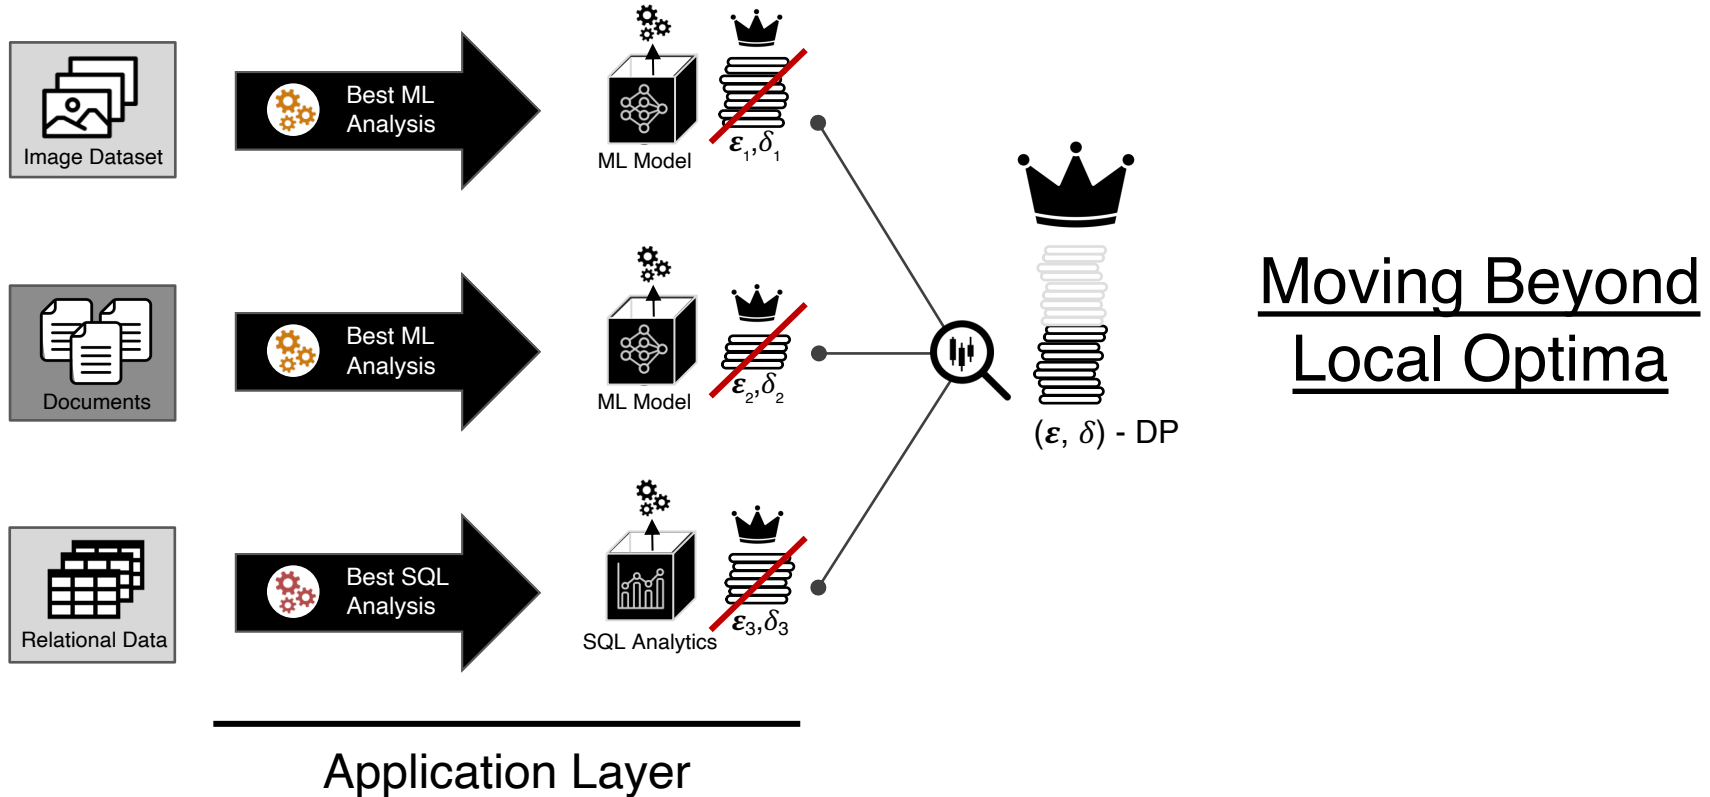 Image Dataset
Best ML
Analysis
ML Model
ε₁,δ₁
Documents
Best ML
Analysis
ML Model
ε₂,δ₂
Relational Data
Best SQL
Analysis
SQL Analytics
ε₃,δ₃
(ε, δ) - DP
Moving Beyond
Local Optima
Application Layer